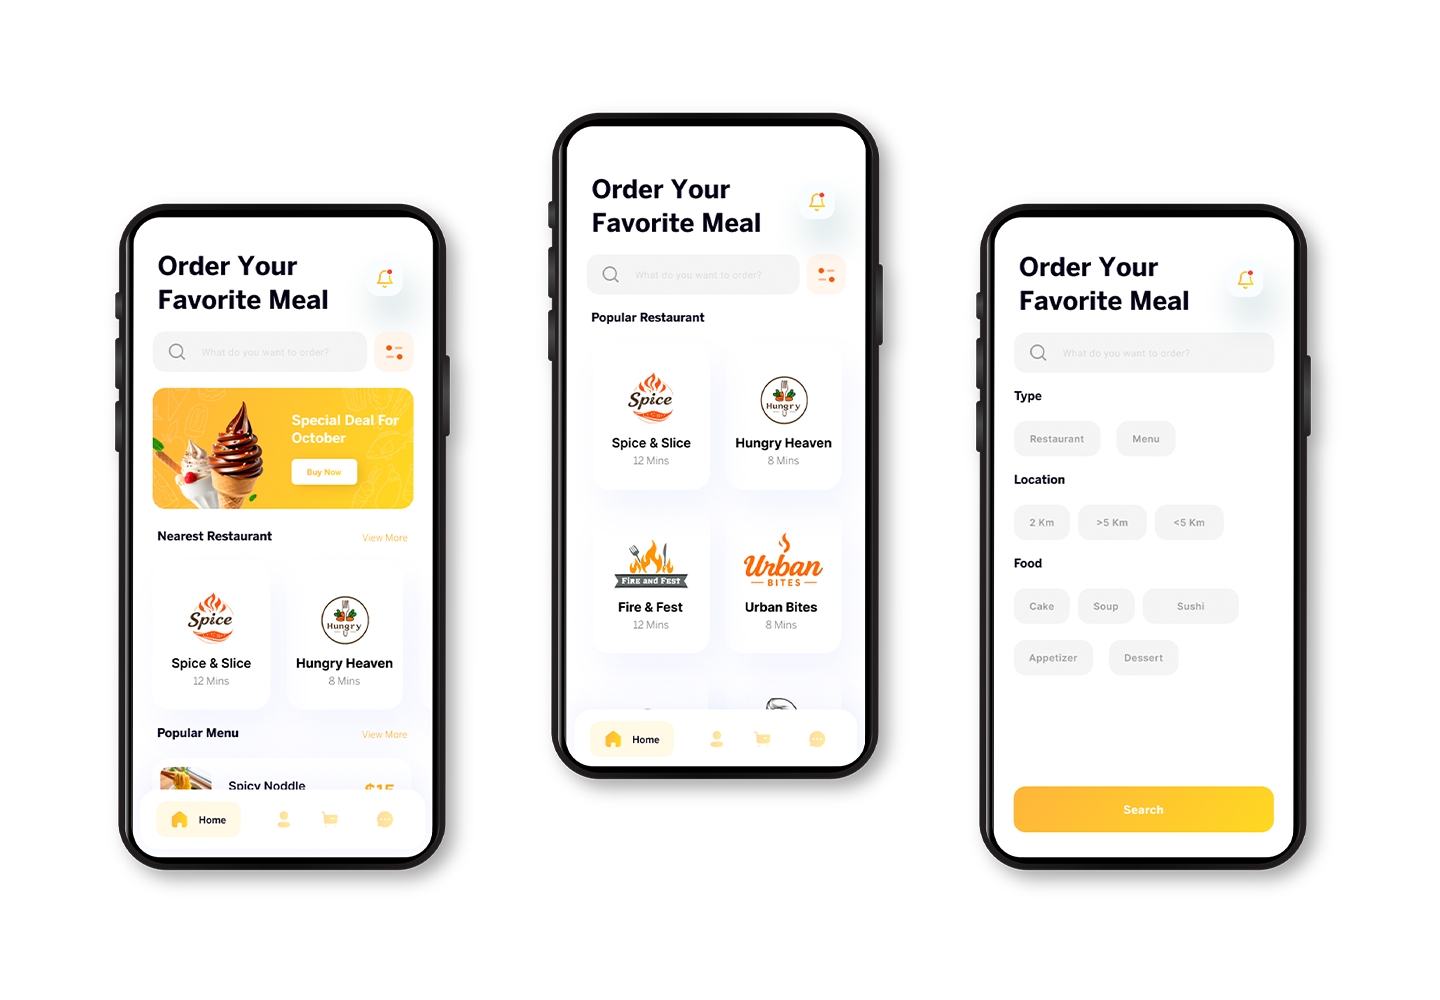 Order Your
Favorite Meal
What do you want to order?
Special Deal For
October
Buy Now
Nearest Restaurant
View More
Spice
Spice & Slice
12 Mins
Hungry
Hungry Heaven
8 Mins
Popular Menu
View More
Spicy Noddle
$15
Home
Order Your
Favorite Meal
What do you want to order?
Popular Restaurant
Spice
Spice & Slice
12 Mins
Hungry
Hungry Heaven
8 Mins
FIRE AND FEST
Fire & Fest
12 Mins
Urban
BITES
Urban Bites
8 Mins
Home
Order Your
Favorite Meal
What do you want to order?
Type
Restaurant
Menu
Location
2 Km
>5 Km
<5 Km
Food
Cake
Soup
Sushi
Appetizer
Dessert
Search